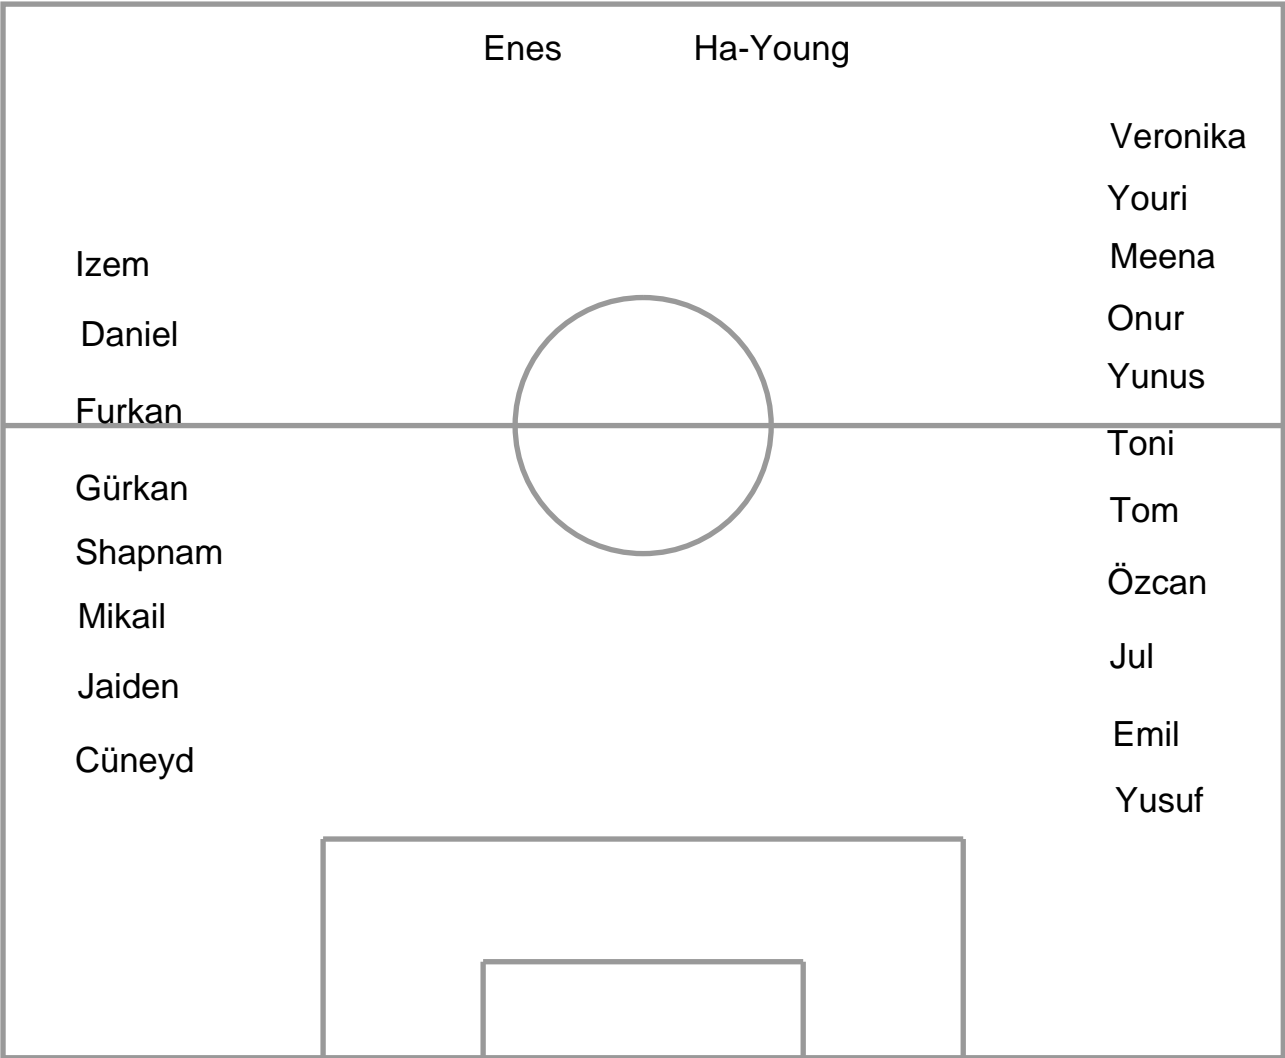 Enes Ha-Young
Veronika
Youri
Izem
Meena
Daniel
Onur
Yunus
Furkan
Toni
Gürkan
Tom
Shapnam
Özcan
Mikail
Jul
Jaiden
Emil
Cüneyd
Yusuf